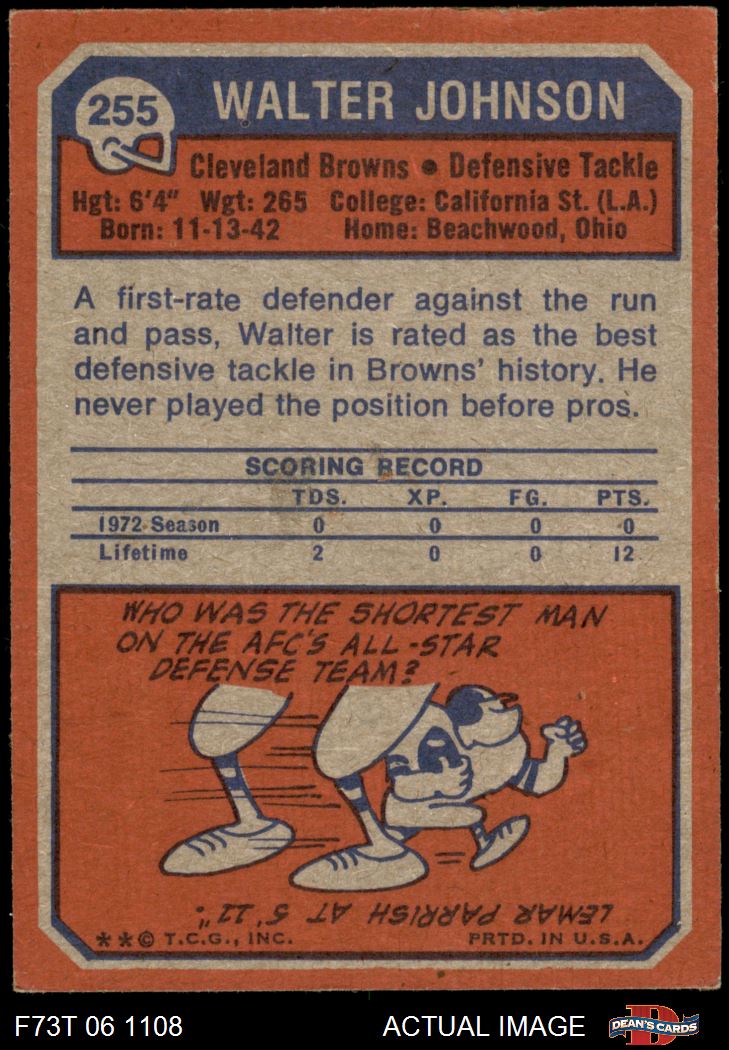 255
WALTER JOHNSON
Cleveland Browns • Defensive Tackle
Hgt: 6'4" Wgt: 265 College: California St. (L.A.)
Born: 11-13-42 Home: Beachwood, Ohio
A first-rate defender against the run
and pass, Walter is rated as the best
defensive tackle in Browns' history. He
never played the position before pros.
SCORING RECORD
TDS. XP. FG. PTS.
1972 Season 0 0 0 0
Lifetime 2 0 0 12
WHO WAS THE SHORTEST MAN
ON THE AFC'S ALL-STAR
DEFENSE TEAM?
LEMAR PARRISH AT 5'11".
**© T.C.G., INC. PRTD. IN U.S.A.
F73T 06 1108 ACTUAL IMAGE
D
DEAN'S CARDS